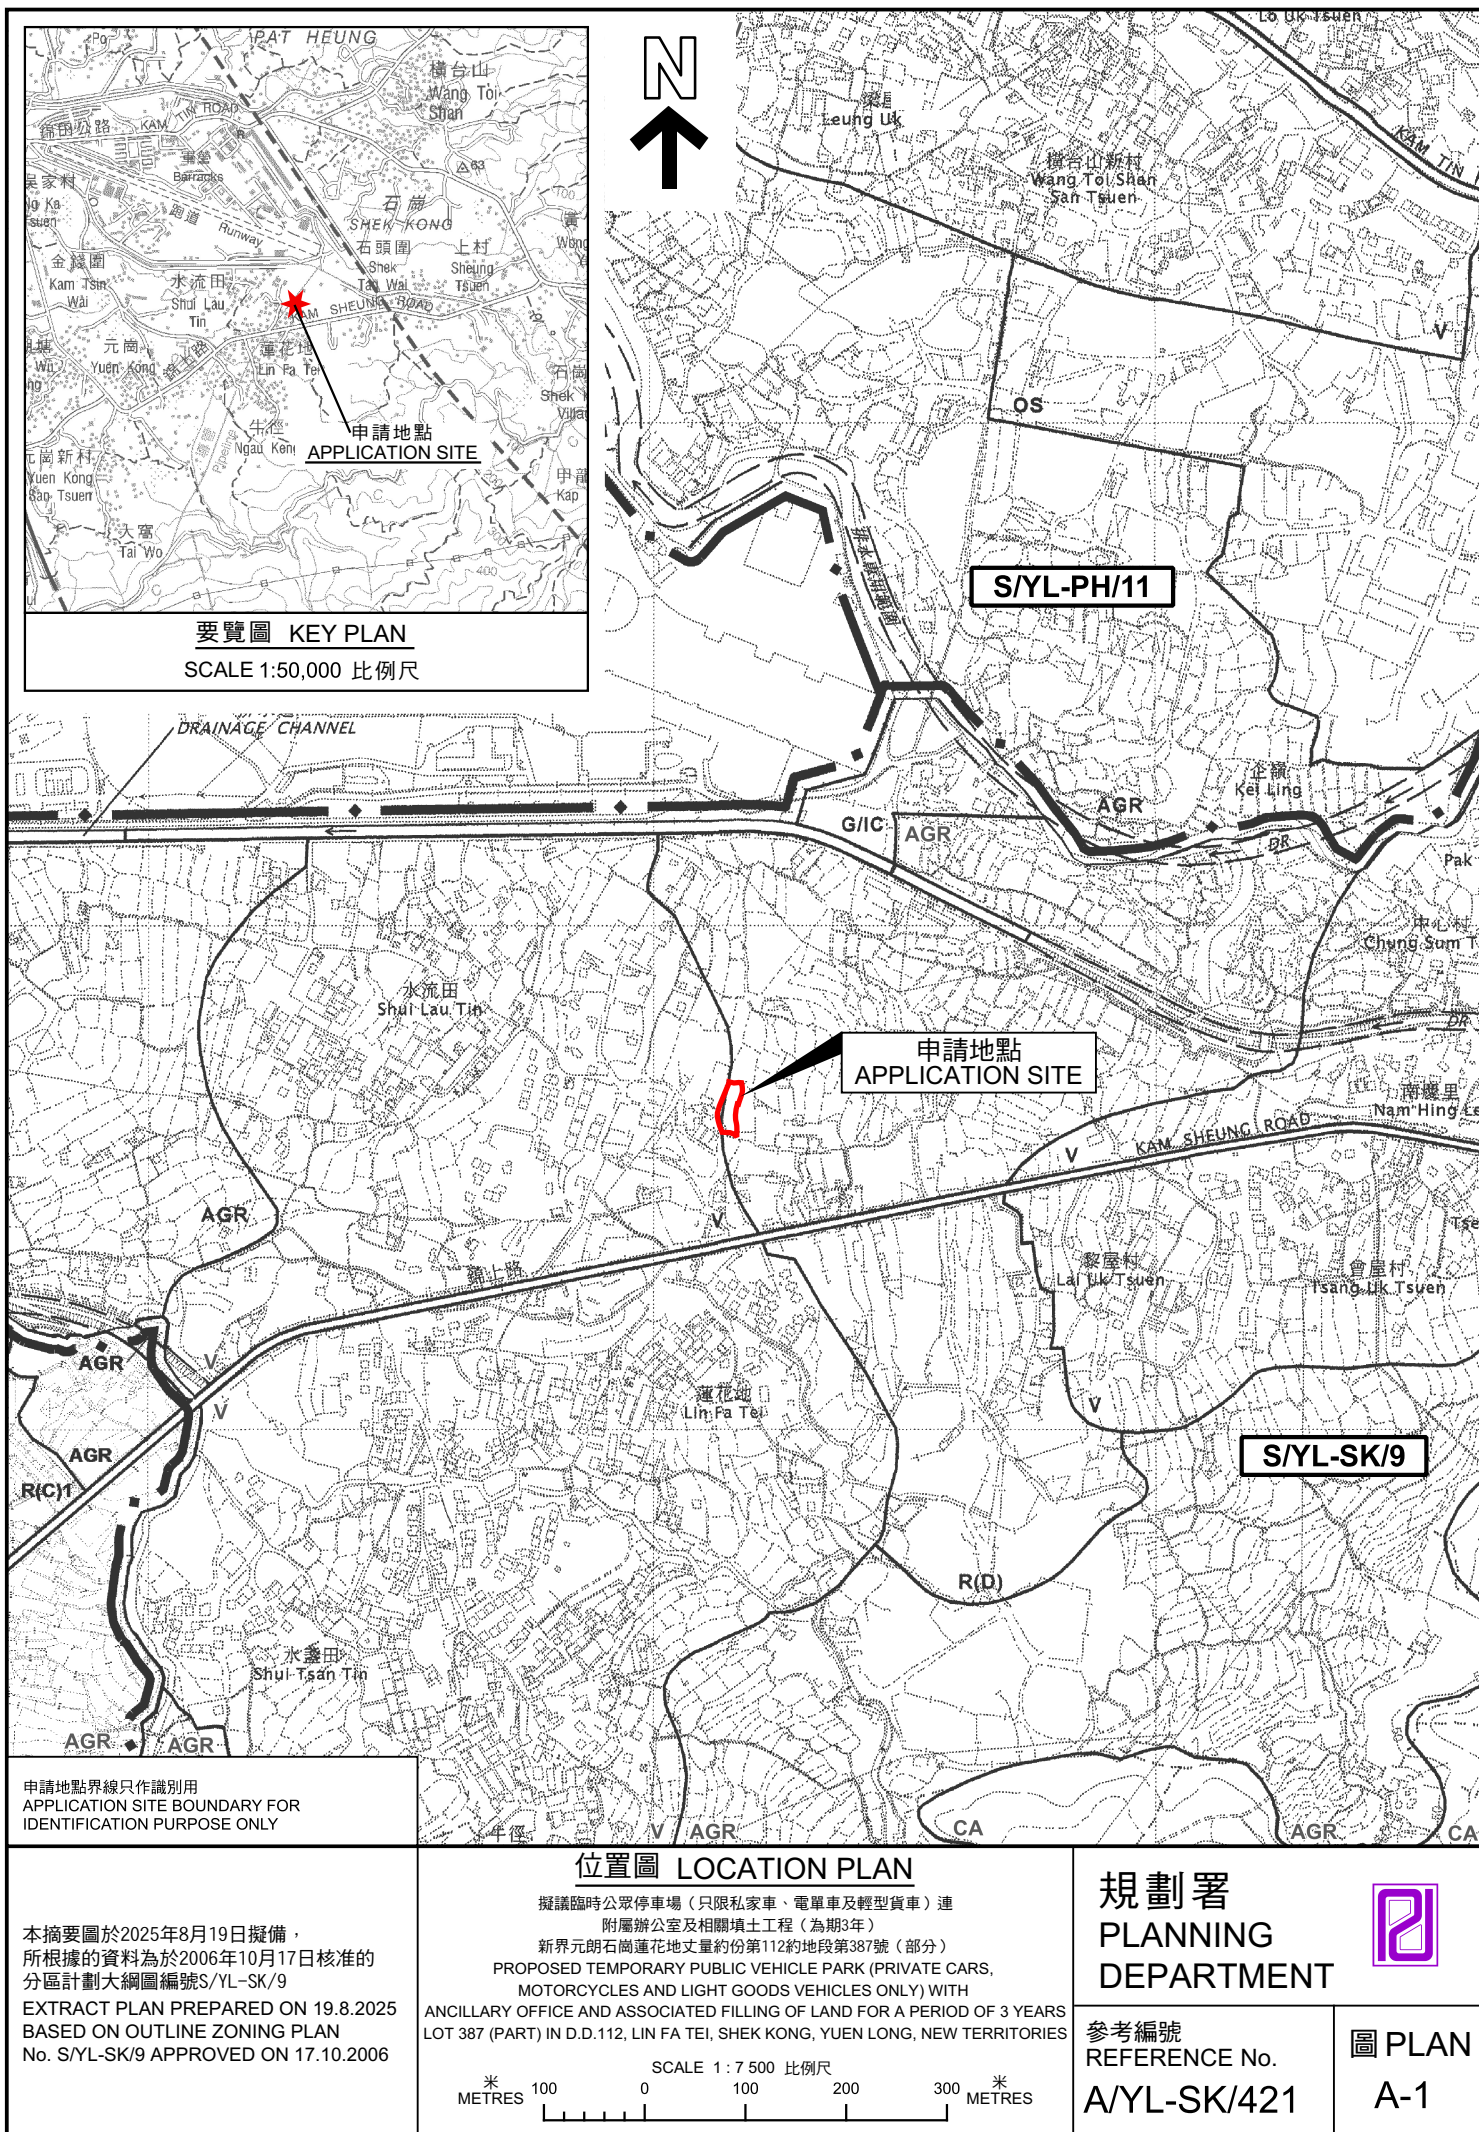 PAT HEUNG
橫台山
Wang Toi
Shan
錦田公路
KAM TIN ROAD
軍營
Barracks
63
吳家村
跑道
Runway
石崗
SHEK KONG
金錢圍
Kam Tsin
Wai
水流田
Shui Lau
Tin
石頭圍
Shek
Tau Wai
上村
Sheung
Tsuen
KAM SHEUNG ROAD
元崗
Yuen Kong
錦上路
蓮花地
Lin Fa Tei
牛徑
Ngau Keng
申請地點
APPLICATION SITE
元崗新村
Yuen Kong
San Tsuen
大窩
Tai Wo
400
要覽圖 KEY PLAN
SCALE 1:50,000 比例尺
N
Lo Uk Tsuen
梁屋
Leung Uk
橫台山新村
Wang Toi Shan
San Tsuen
KAM TIN
V
OS
S/YL-PH/11
DRAINAGE CHANNEL
企嶺
Kei Ling
AGR
G/IC
AGR
DR
Pak
中心村
Chung Sum T
水流田
Shui Lau Tin
DR
申請地點
APPLICATION SITE
南慶里
Nam Hing Le
KAM SHEUNG ROAD
V
AGR
V
錦上路
黎屋村
Lai Uk Tsuen
曾屋村
Tsang Uk Tsuen
Tse
AGR
V
V
蓮花地
Lin Fa Tei
V
AGR
R(C)1
S/YL-SK/9
R(D)
水盞田
Shui Tsan Tin
AGR
AGR
牛徑
V
AGR
CA
AGR
CA
申請地點界線只作識別用
APPLICATION SITE BOUNDARY FOR
IDENTIFICATION PURPOSE ONLY
本摘要圖於2025年8月19日擬備，
所根據的資料為於2006年10月17日核准的
分區計劃大綱圖編號S/YL-SK/9
EXTRACT PLAN PREPARED ON 19.8.2025
BASED ON OUTLINE ZONING PLAN
No. S/YL-SK/9 APPROVED ON 17.10.2006
位置圖 LOCATION PLAN
擬議臨時公眾停車場（只限私家車、電單車及輕型貨車）連
附屬辦公室及相關填土工程（為期3年）
新界元朗石崗蓮花地丈量約份第112約地段第387號（部分）
PROPOSED TEMPORARY PUBLIC VEHICLE PARK (PRIVATE CARS,
MOTORCYCLES AND LIGHT GOODS VEHICLES ONLY) WITH
ANCILLARY OFFICE AND ASSOCIATED FILLING OF LAND FOR A PERIOD OF 3 YEARS
LOT 387 (PART) IN D.D.112, LIN FA TEI, SHEK KONG, YUEN LONG, NEW TERRITORIES
SCALE 1 : 7 500 比例尺
米
METRES 100 0 100 200 300 米
METRES
規劃署
PLANNING
DEPARTMENT
參考編號
REFERENCE No.
A/YL-SK/421
圖 PLAN
A-1